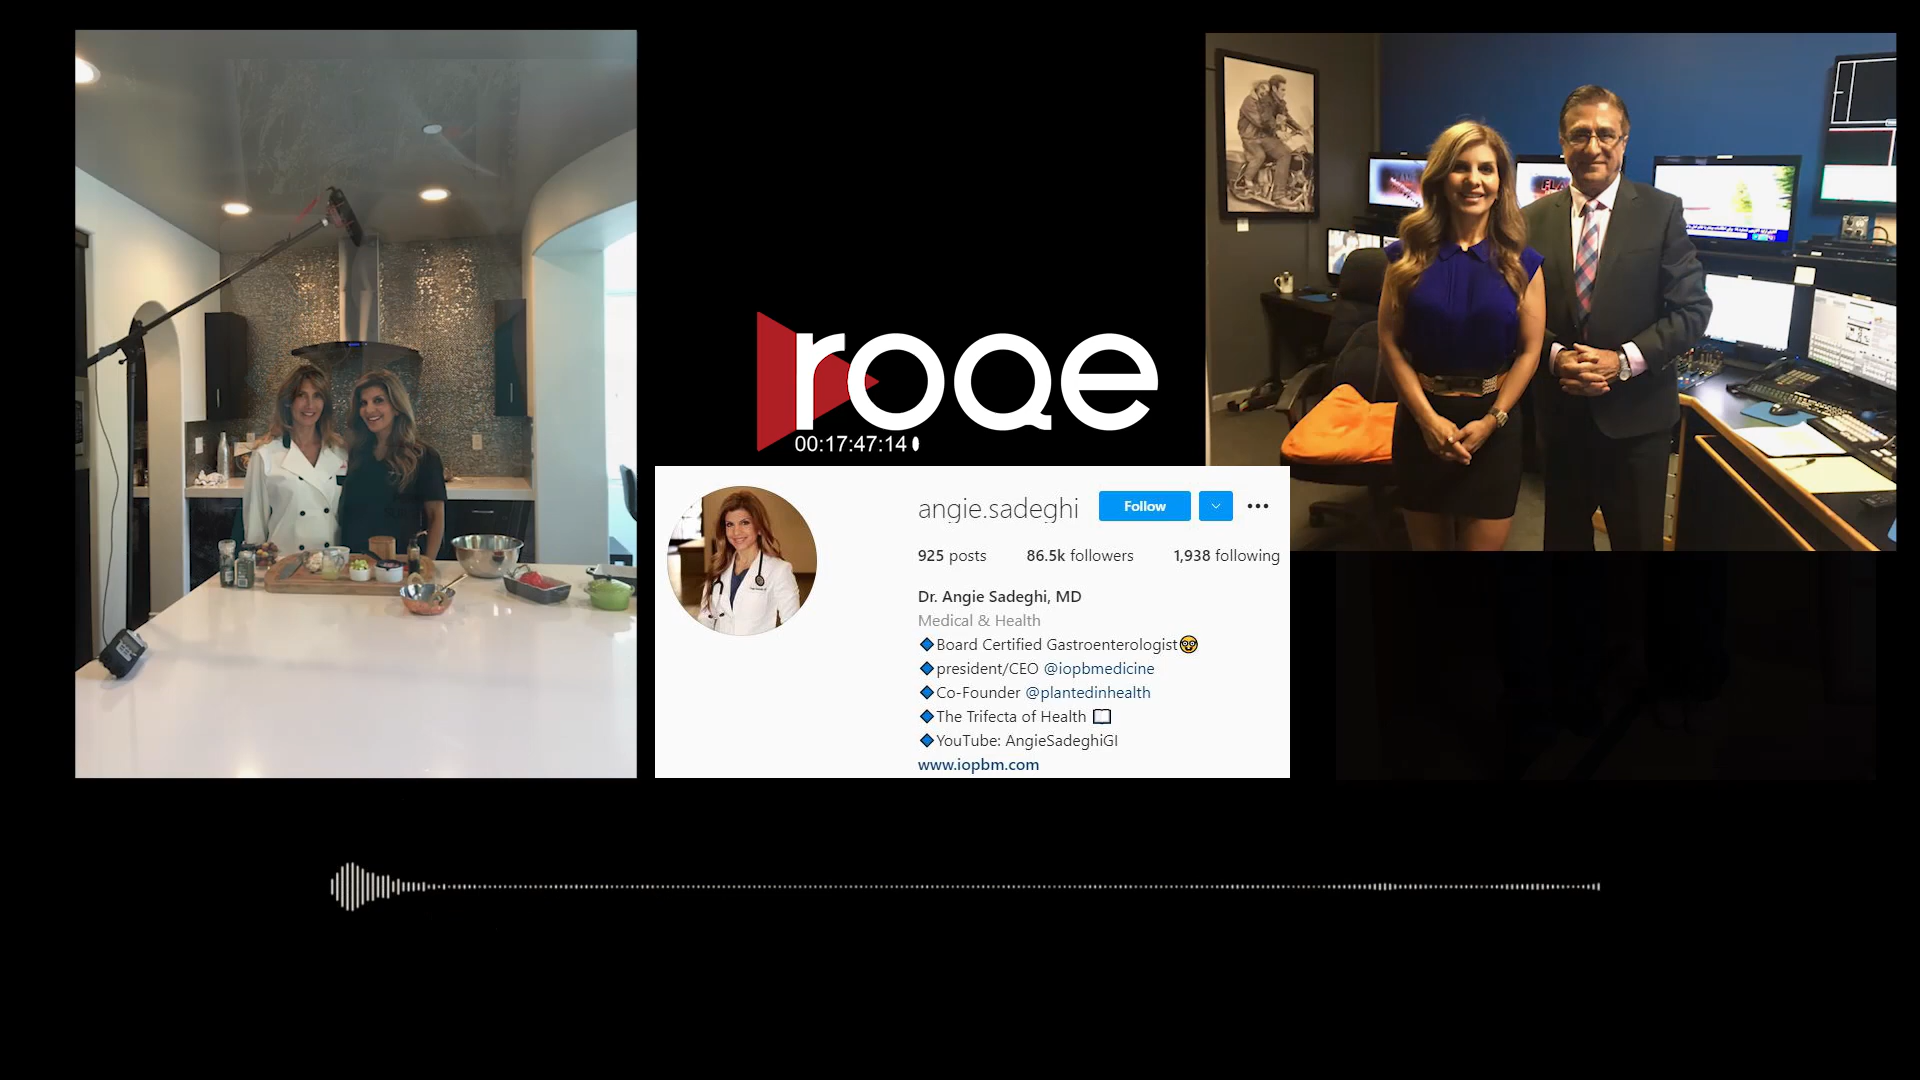 roqe
00:17:47:14
angie.sadeghi Follow
925 posts 86.5k followers 1,938 following
Dr. Angie Sadeghi, MD
Medical & Health
Board Certified Gastroenterologist
president/CEO @iopbmedicine
Co-Founder @plantedinhealth
The Trifecta of Health
YouTube: AngieSadeghiGI
www.iopbm.com